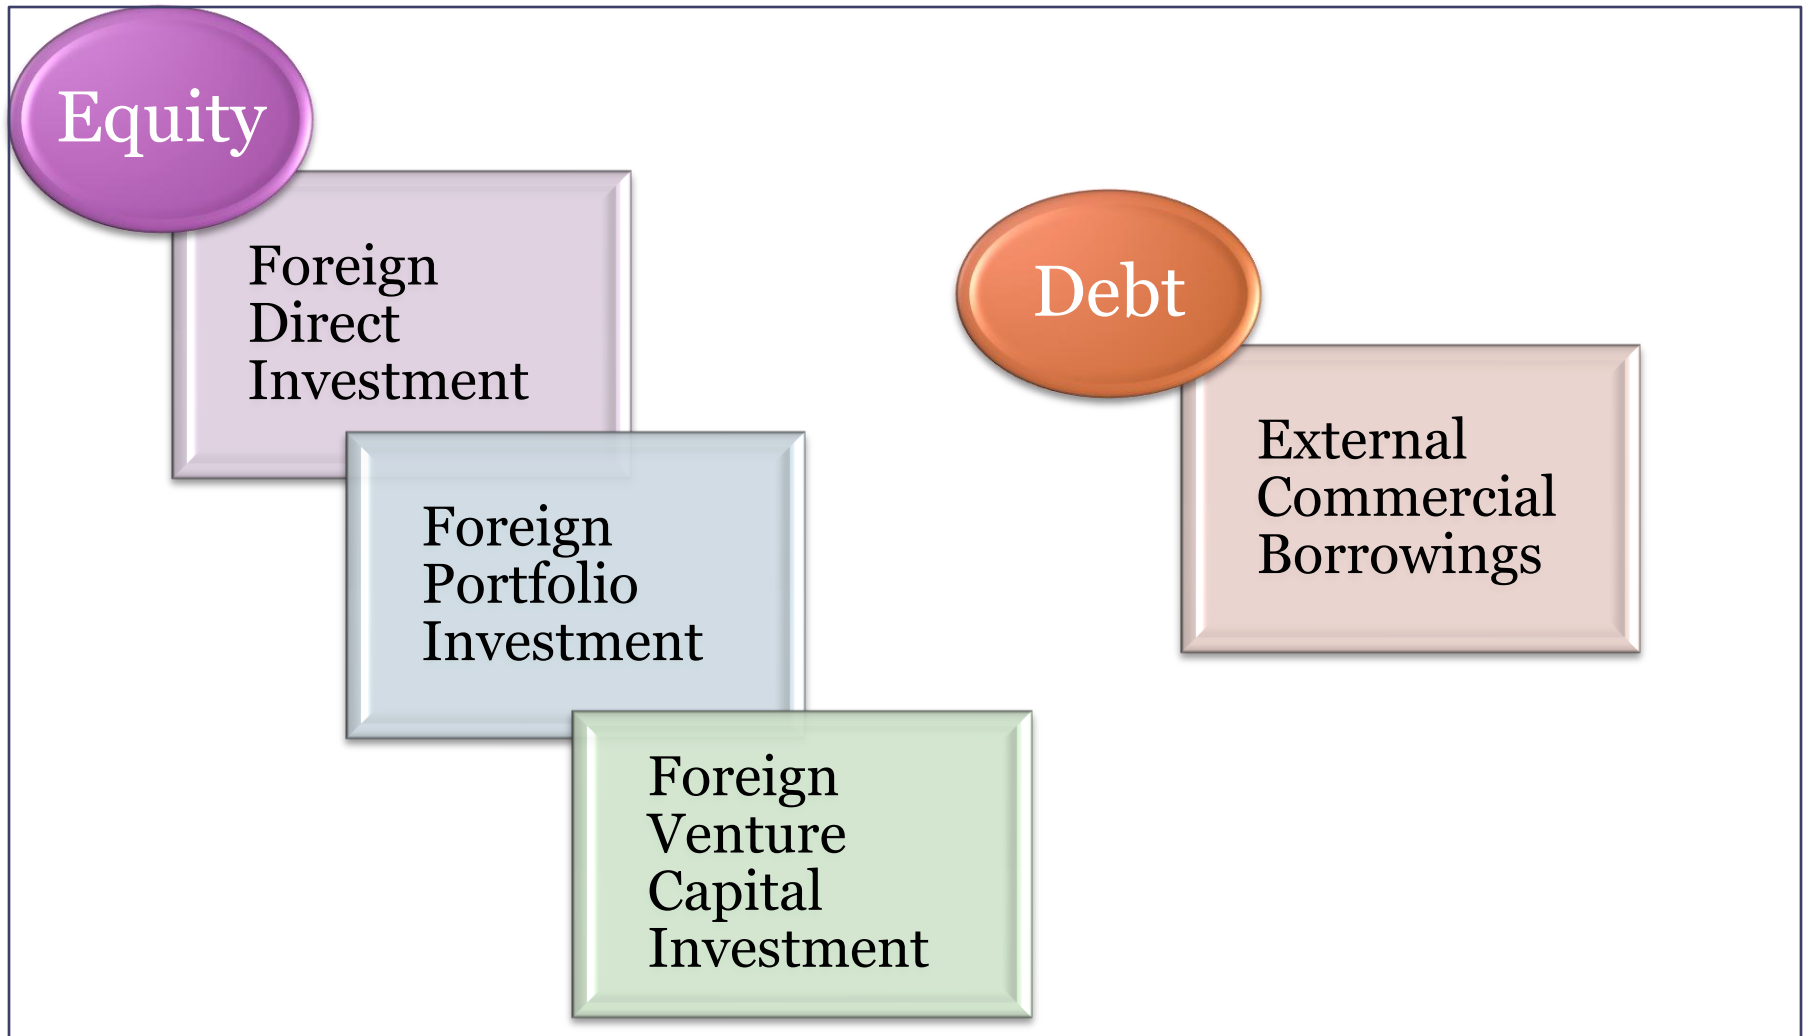 Equity
Foreign
Direct
Investment
Foreign
Portfolio
Investment
Foreign
Venture
Capital
Investment
Debt
External
Commercial
Borrowings